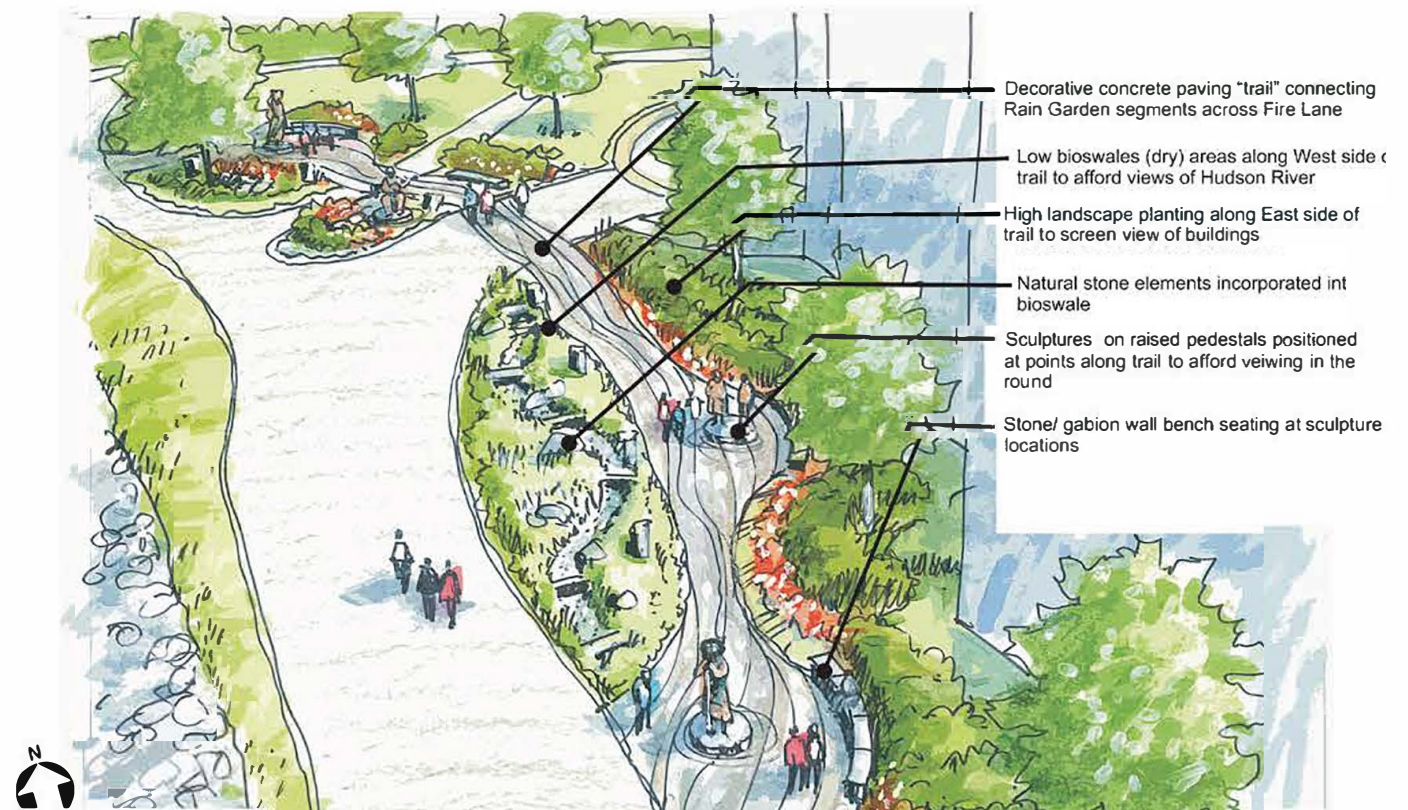 Decorative concrete paving "trail" connecting
Rain Garden segments across Fire Lane
Low bioswales (dry) areas along West side
trail to afford views of Hudson River
High landscape planting along East side of
trail to screen view of buildings
Natural stone elements incorporated int
bioswale
Sculptures on raised pedestals positioned
at points along trail to afford veiwing in the
round
Stone/ gabion wall bench seating at sculpture
locations
N